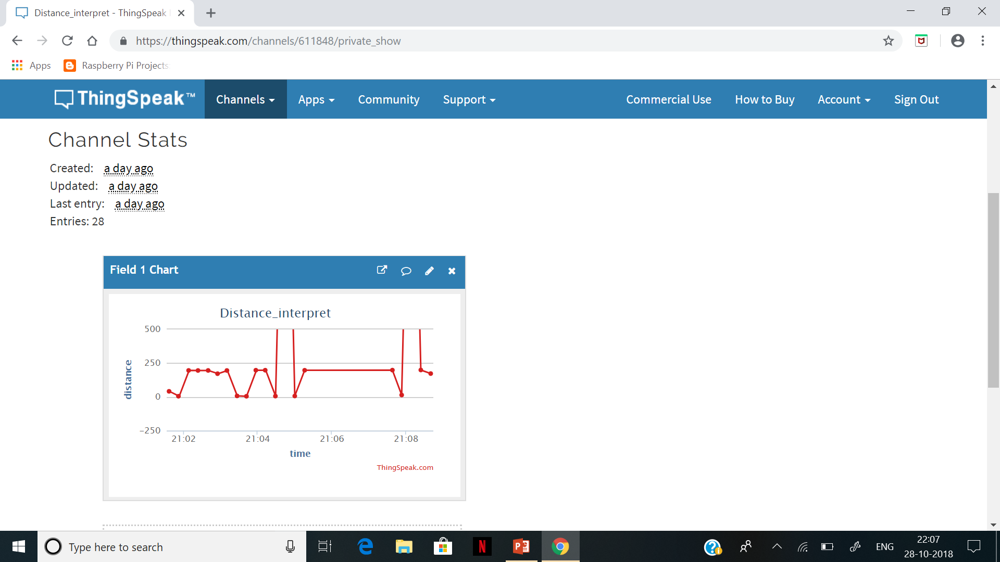 Distance_interpret - ThingSpeak
https://thingspeak.com/channels/611848/private_show
Apps Raspberry Pi Projects
ThingSpeak™ Channels Apps Community Support Commercial Use How to Buy Account Sign Out
Channel Stats
Created: a day ago
Updated: a day ago
Last entry: a day ago
Entries: 28
Field 1 Chart
Distance_interpret
500
250
distance
0
-250
21:02 21:04 21:06 21:08
time
ThingSpeak.com
Type here to search
ENG
22:07
28-10-2018